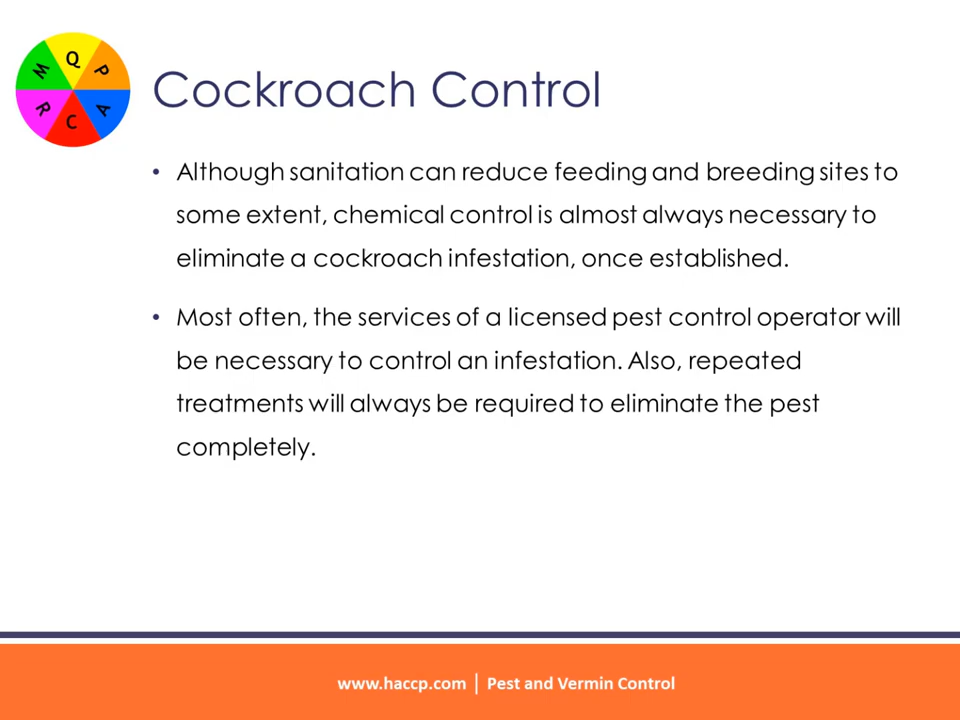 Q
M
P
R
A
C
Cockroach Control
• Although sanitation can reduce feeding and breeding sites to
some extent, chemical control is almost always necessary to
eliminate a cockroach infestation, once established.
• Most often, the services of a licensed pest control operator will
be necessary to control an infestation. Also, repeated
treatments will always be required to eliminate the pest
completely.
www.haccp.com | Pest and Vermin Control